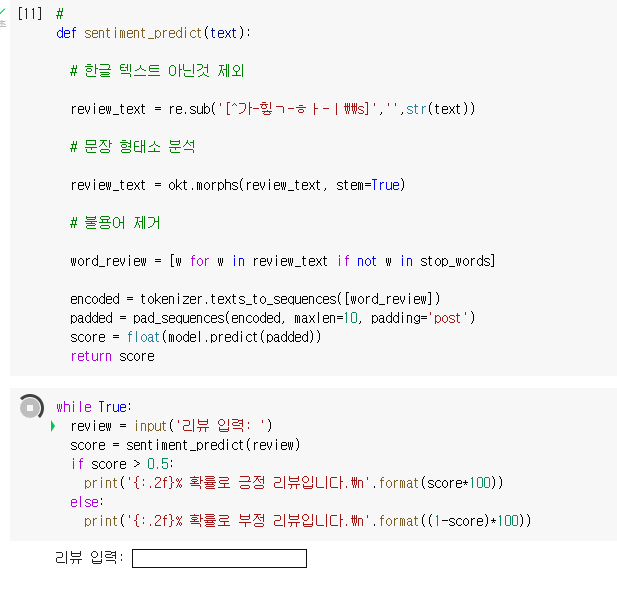 [11] #
def sentiment_predict(text):
# 한글 텍스트 아닌것 제외
review_text = re.sub('[^가-힣ㄱ-ㅎㅏ-ㅣ₩₩s]','',str(text))
# 문장 형태소 분석
review_text = okt.morphs(review_text, stem=True)
# 불용어 제거
word_review = [w for w in review_text if not w in stop_words]
encoded = tokenizer.texts_to_sequences([word_review])
padded = pad_sequences(encoded, maxlen=10, padding='post')
score = float(model.predict(padded))
return score
while True:
review = input('리뷰 입력: ')
score = sentiment_predict(review)
if score > 0.5:
print('{:.2f}% 확률로 긍정 리뷰입니다.₩n'.format(score*100))
else:
print('{:.2f}% 확률로 부정 리뷰입니다.₩n'.format((1-score)*100))
리뷰 입력: